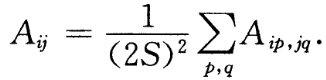 A_{ij} = \frac{1}{(2S)^2} \sum_{p,q} A_{ip,jq}.